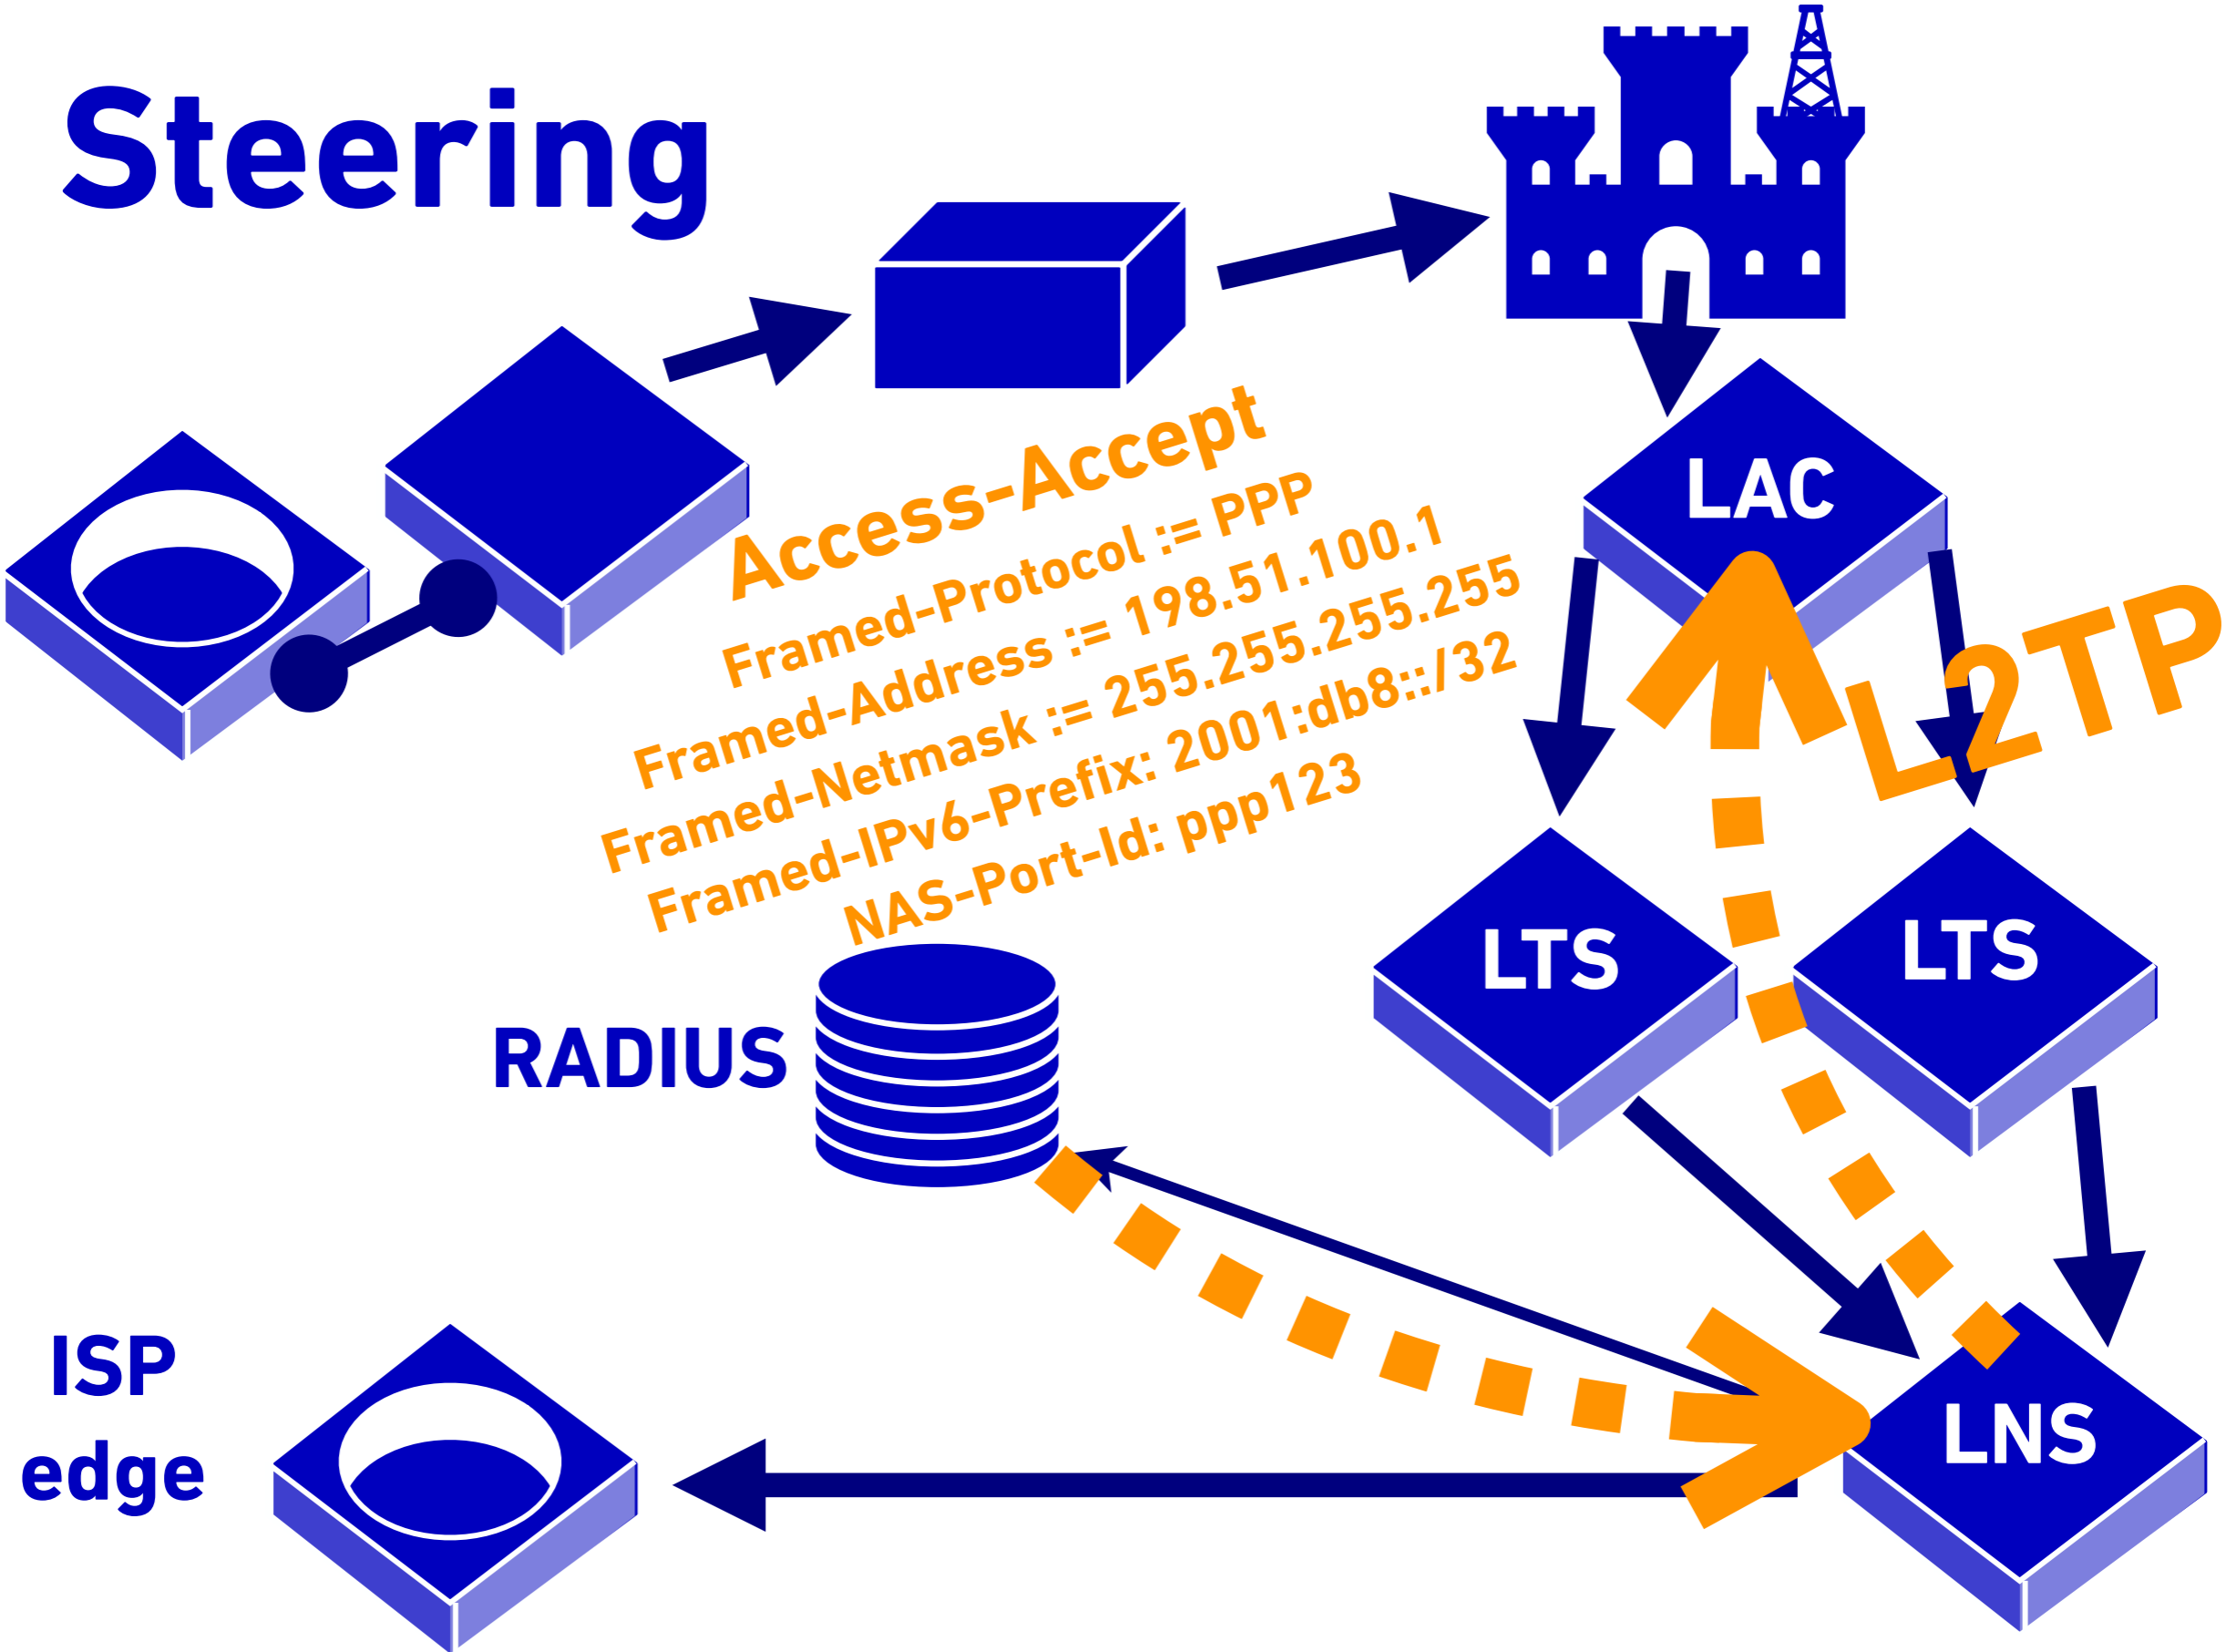 Steering
LAC
L2TP
Access-Accept
Framed-Protocol := PPP
Framed-Address := 198.51.100.1
Framed-Netmask := 255.255.255.255
Framed-IPv6-Prefix: 2001:db8::/32
NAS-Port-Id: ppp123
LTS
LTS
RADIUS
ISP
edge
LNS